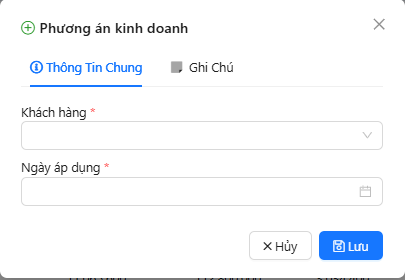 Phương án kinh doanh
Thông Tin Chung Ghi Chú
Khách hàng *
Ngày áp dụng *
Hủy Lưu